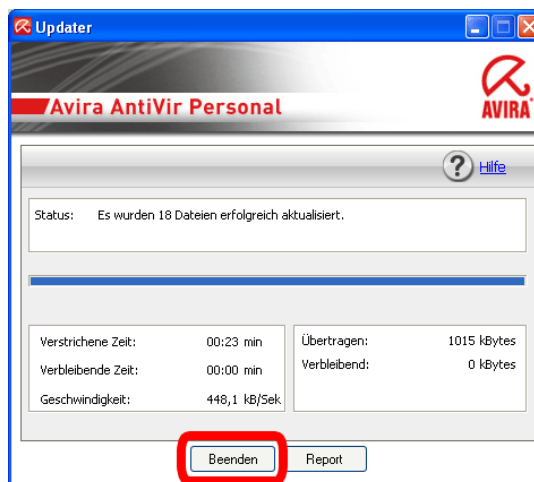 Updater
Avira AntiVir Personal
AVIRA
? Hilfe
Status: Es wurden 18 Dateien erfolgreich aktualisiert.
Verstrichene Zeit: 00:23 min
Verbleibende Zeit: 00:00 min
Geschwindigkeit: 448,1 kB/Sek
Übertragen: 1015 kBytes
Verbleibend: 0 kBytes
Beenden Report